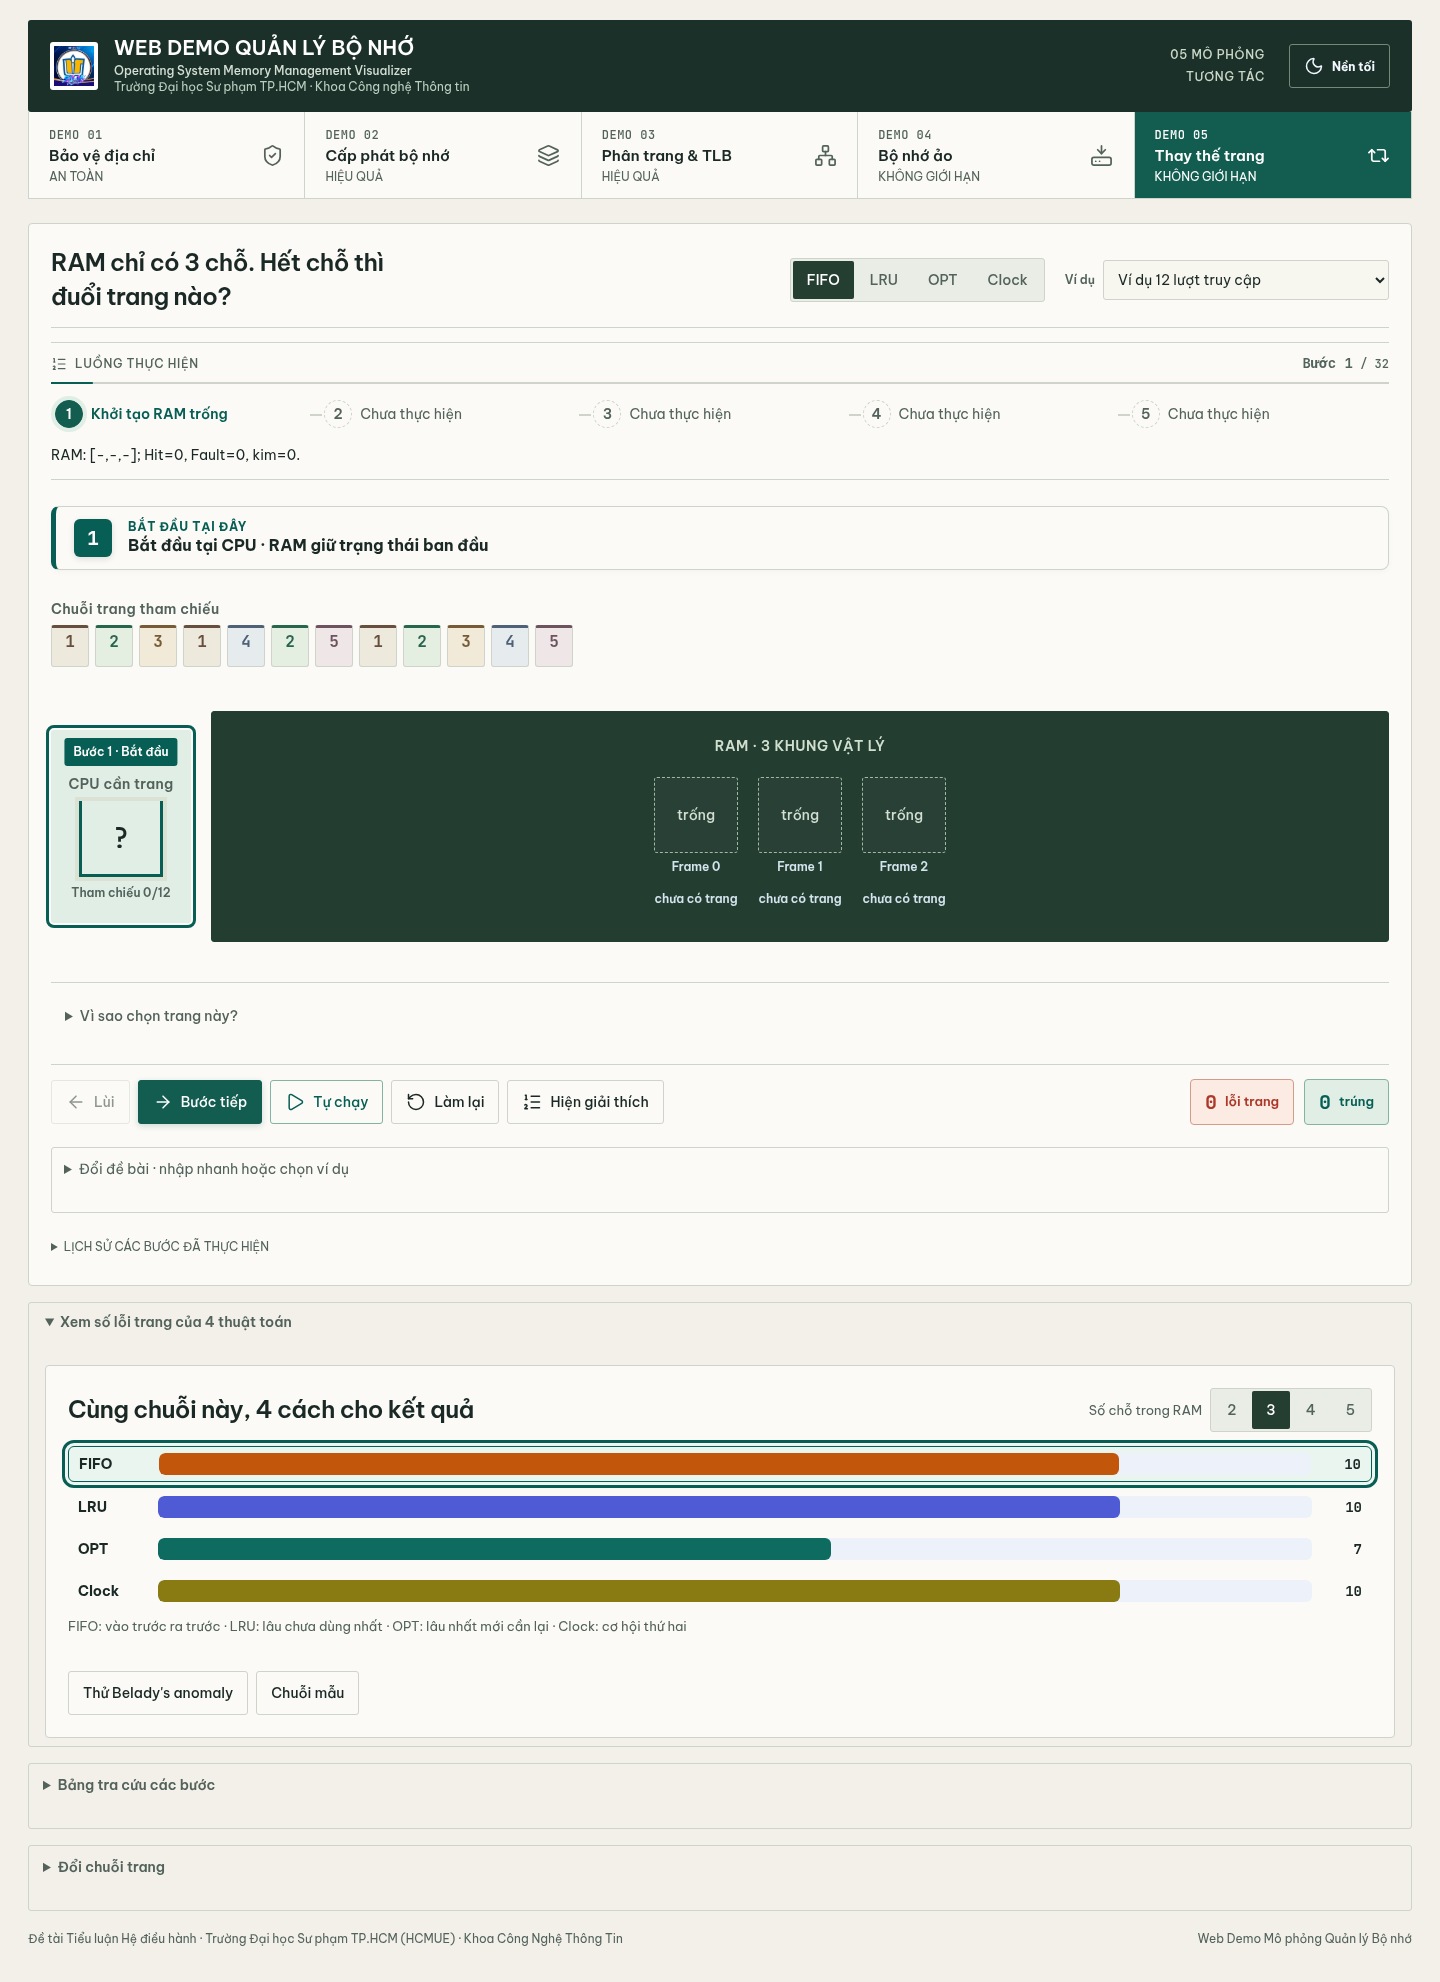 WEB DEMO QUẢN LÝ BỘ NHỚ
Operating System Memory Management Visualizer
Trường Đại học Sư phạm TP.HCM · Khoa Công nghệ Thông tin
05 MÔ PHỎNG
TƯƠNG TÁC
Nền tối
DEMO 01
Bảo vệ địa chỉ
AN TOÀN
DEMO 02
Cấp phát bộ nhớ
HIỆU QUẢ
DEMO 03
Phân trang & TLB
HIỆU QUẢ
DEMO 04
Bộ nhớ ảo
KHÔNG GIỚI HẠN
DEMO 05
Thay thế trang
KHÔNG GIỚI HẠN
RAM chỉ có 3 chỗ. Hết chỗ thì
đuổi trang nào?
FIFO LRU OPT Clock
Ví dụ
Ví dụ 12 lượt truy cập
LUỒNG THỰC HIỆN
Bước 1 / 32
1 Khởi tạo RAM trống
2 Chưa thực hiện
3 Chưa thực hiện
4 Chưa thực hiện
5 Chưa thực hiện
RAM: [-,-,-]; Hit=0, Fault=0, kim=0.
1
BẮT ĐẦU TẠI ĐÂY
Bắt đầu tại CPU · RAM giữ trạng thái ban đầu
Chuỗi trang tham chiếu
1 2 3 1 4 2 5 1 2 3 4 5
Bước 1 · Bắt đầu
CPU cần trang
?
Tham chiếu 0/12
RAM · 3 KHUNG VẬT LÝ
trống trống trống
Frame 0 Frame 1 Frame 2
chưa có trang chưa có trang chưa có trang
Vì sao chọn trang này?
Lùi
Bước tiếp
Tự chạy
Làm lại
Hiện giải thích
0 lỗi trang
0 trúng
Đổi đề bài · nhập nhanh hoặc chọn ví dụ
LỊCH SỬ CÁC BƯỚC ĐÃ THỰC HIỆN
Xem số lỗi trang của 4 thuật toán
Cùng chuỗi này, 4 cách cho kết quả
Số chỗ trong RAM
2 3 4 5
FIFO 10
LRU 10
OPT 7
Clock 10
FIFO: vào trước ra trước · LRU: lâu chưa dùng nhất · OPT: lâu nhất mới cần lại · Clock: cơ hội thứ hai
Thử Belady's anomaly
Chuỗi mẫu
Bảng tra cứu các bước
Đổi chuỗi trang
Đề tài Tiểu luận Hệ điều hành · Trường Đại học Sư phạm TP.HCM (HCMUE) · Khoa Công Nghệ Thông Tin
Web Demo Mô phỏng Quản lý Bộ nhớ